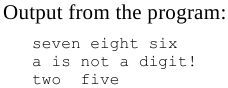 Output from the program:
seven eight six
a is not a digit!
two  five